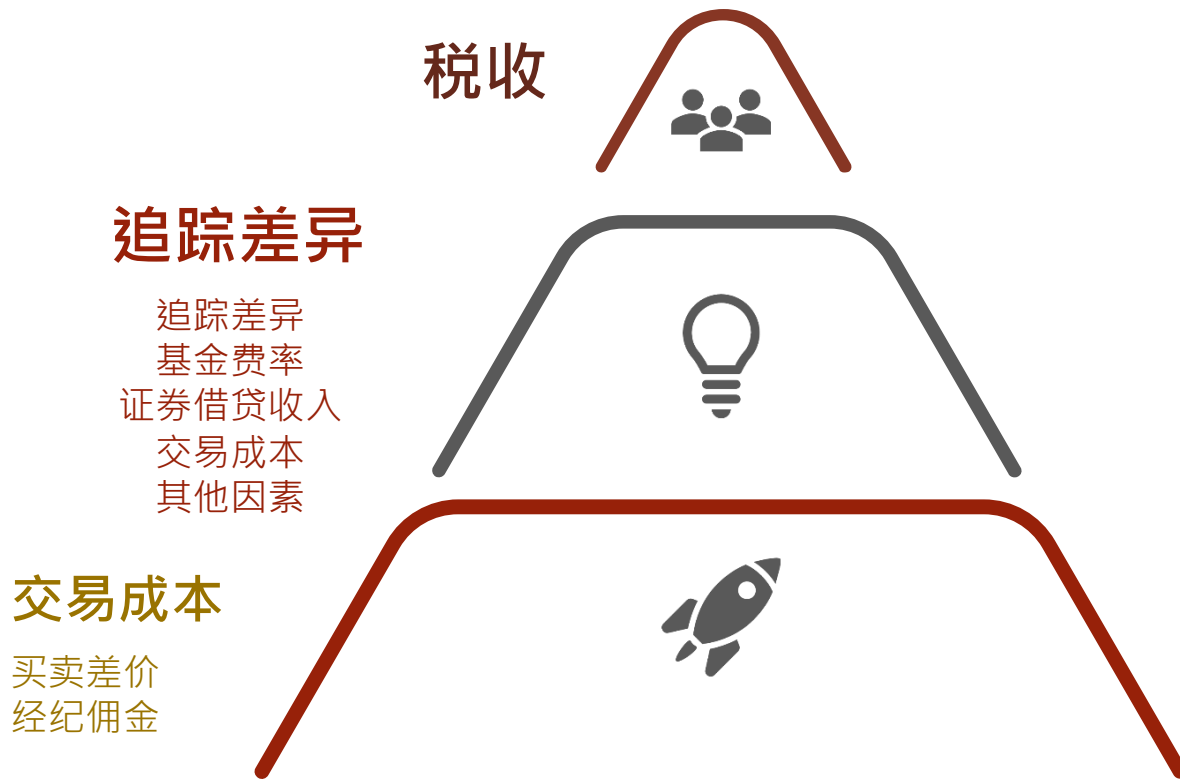 税收
追踪差异
追踪差异
基金费率
证券借贷收入
交易成本
其他因素
交易成本
买卖差价
经纪佣金